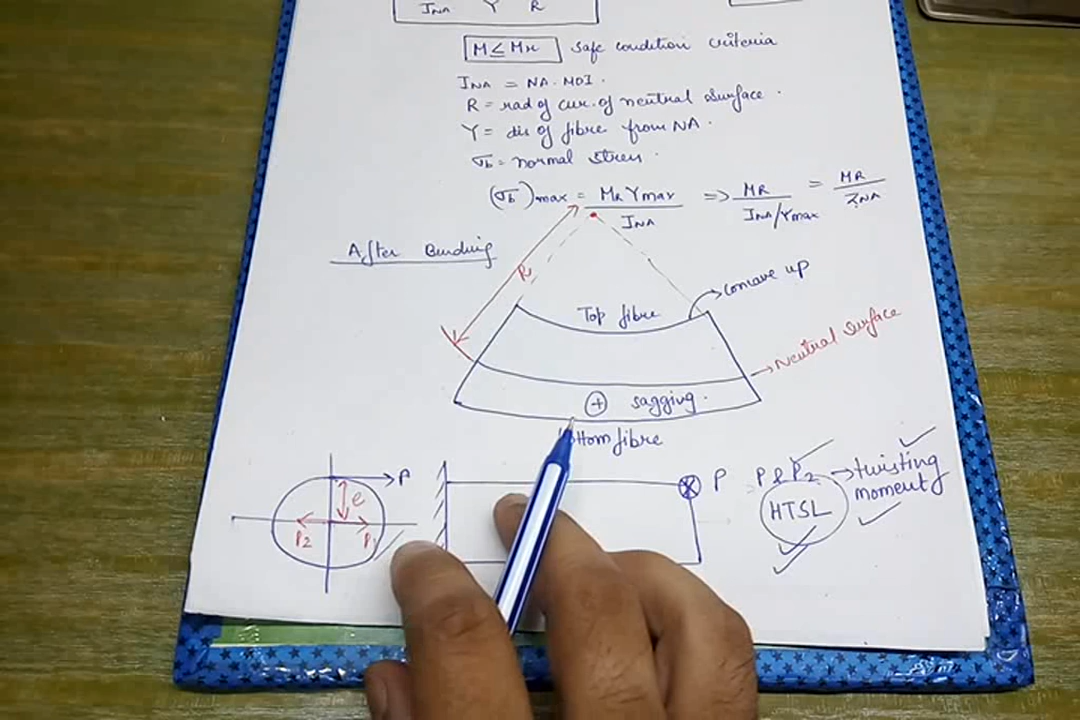 INA Y R
M ≤ MR safe condition criteria
INA = NA. MOI.
R = rad of cur. of neutral surface.
Y = dis of fibre from NA.
σb = normal stress.
(σb)max = MR Ymax / INA => MR / INA/Ymax = MR / ZNA
After Bending
R
Top fibre
concave up
Neutral surface
+ sagging.
ottom fibre
P
e
P2 P1
P
P & P2 → twisting moment
HTSL